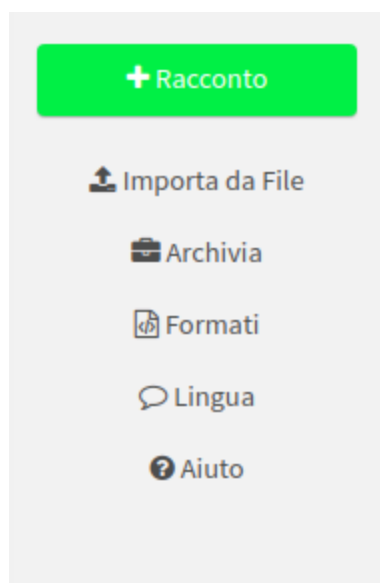 Racconto
Importa da File
Archivia
Formati
Lingua
Aiuto